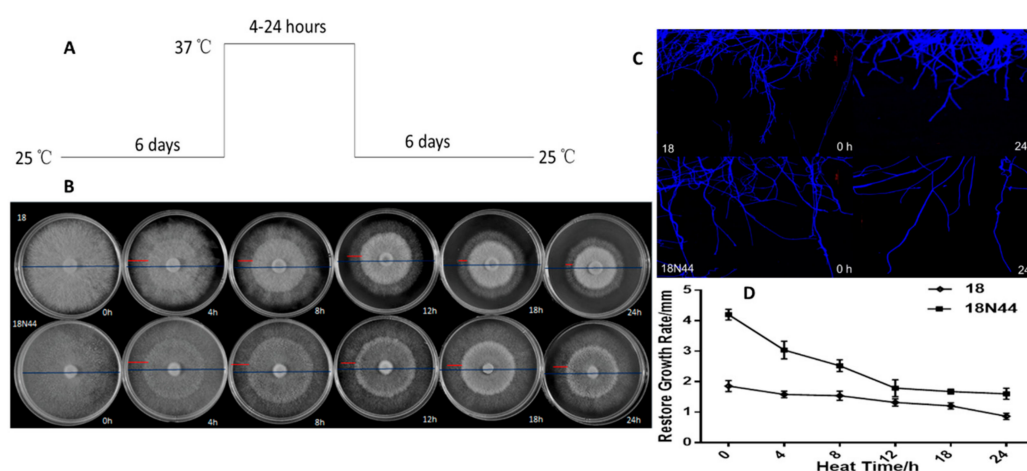 A
4-24 hours
37 ℃
6 days
6 days
25 ℃
25 ℃
B
18
0h
4h
8h
12h
18h
24h
18N44
0h
4h
8h
12h
18h
24h
C
18
0 h
24
18N44
0 h
24
D
18
18N44
Restore Growth Rate/mm
5
4
3
2
1
0
0
4
8
12
18
24
Heat Time/h